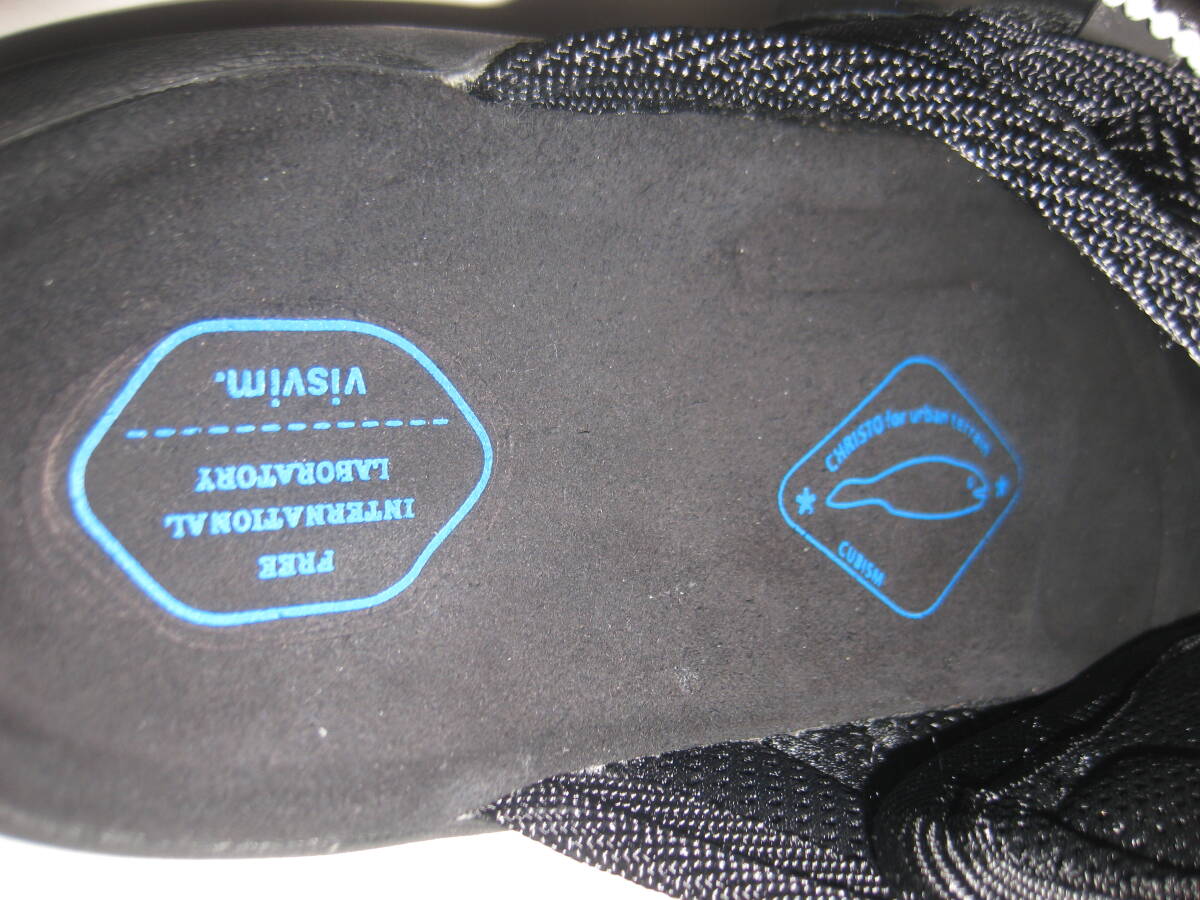 visvim.
FREE
INTERNATIONAL
LABORATORY
CHRISTO for urban terrain
CUBISM